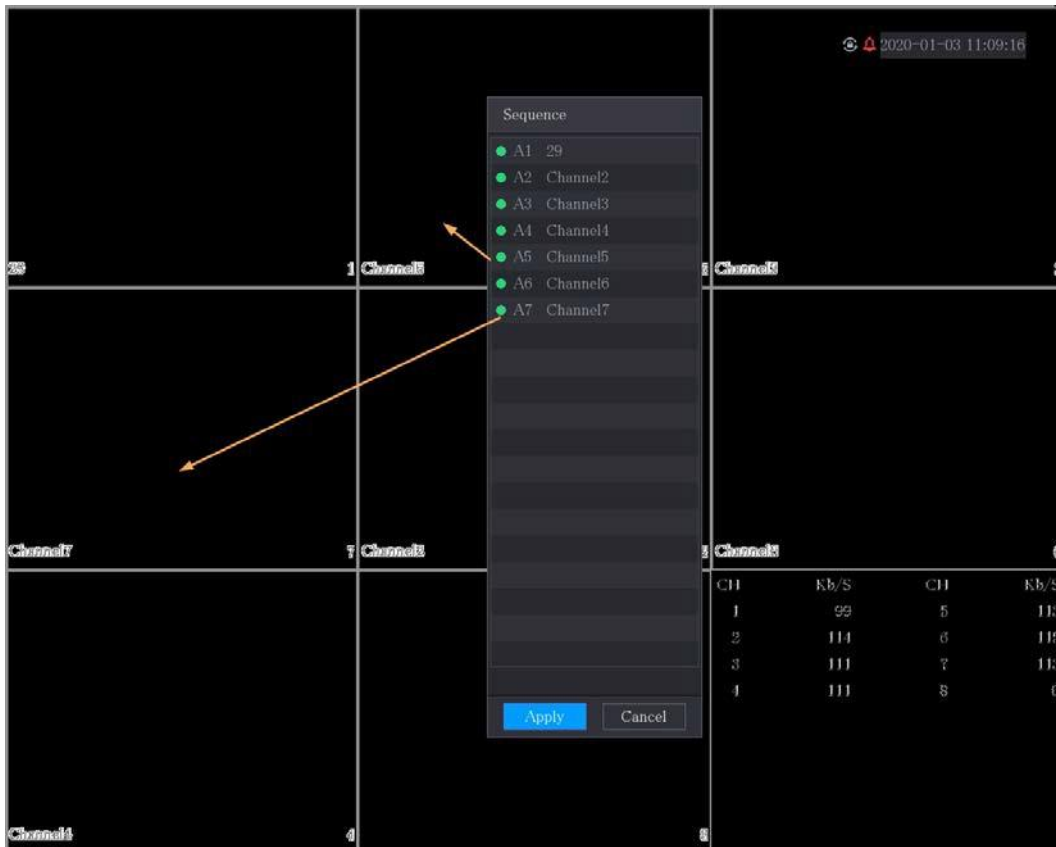 2020-01-03 11:09:16
Sequence
A1 29
A2 Channel2
A3 Channel3
A4 Channel4
A5 Channel5
A6 Channel6
A7 Channel7
29 1 Channel5
Channel7 7
CH Kb/S CH
1 99 5
2 114 6
3 111 7
4 111 8
Apply Cancel
Channel4 4